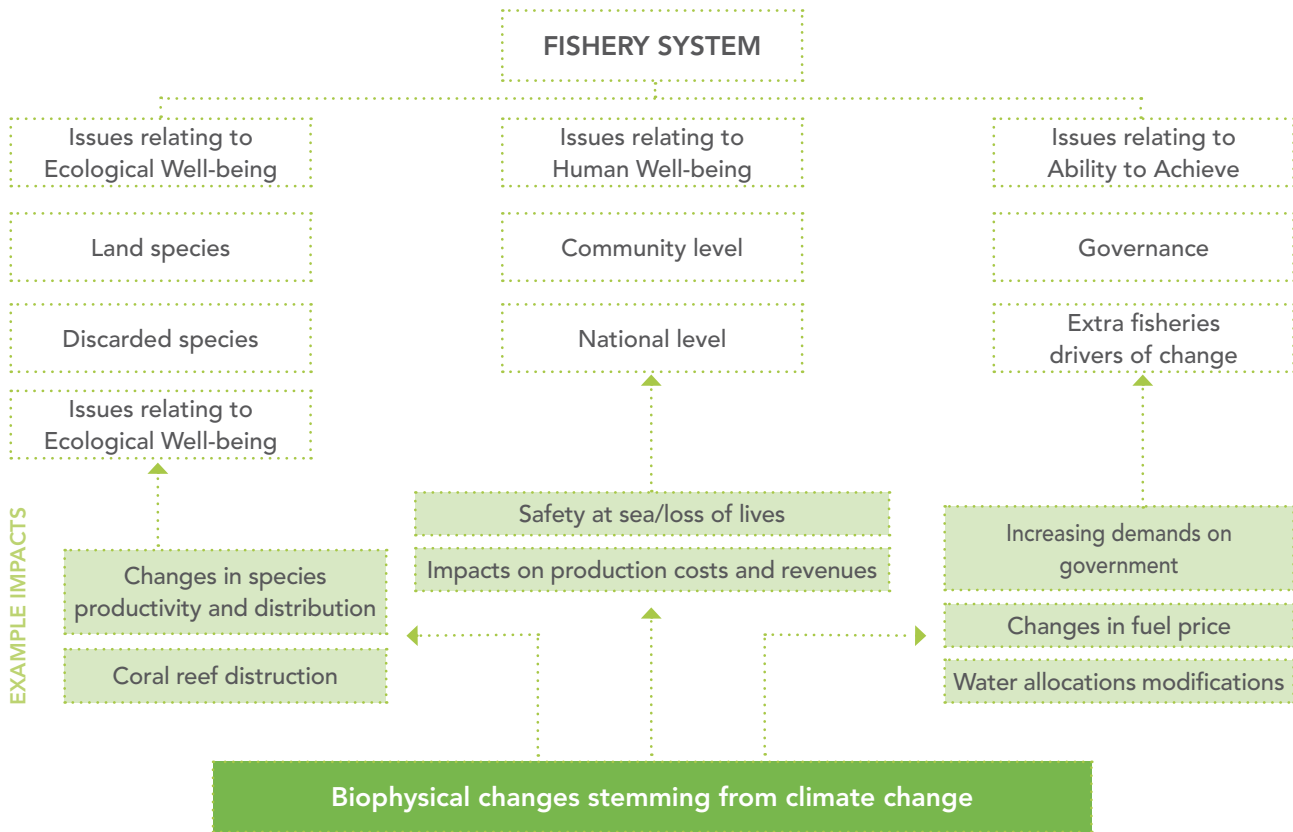 FISHERY SYSTEM
Issues relating to
Ecological Well-being
Issues relating to
Human Well-being
Issues relating to
Ability to Achieve
Land species
Community level
Governance
Discarded species
National level
Extra fisheries
drivers of change
Issues relating to
Ecological Well-being
EXAMPLE IMPACTS
Changes in species
productivity and distribution
Coral reef distruction
Safety at sea/loss of lives
Impacts on production costs and revenues
Increasing demands on
government
Changes in fuel price
Water allocations modifications
Biophysical changes stemming from climate change